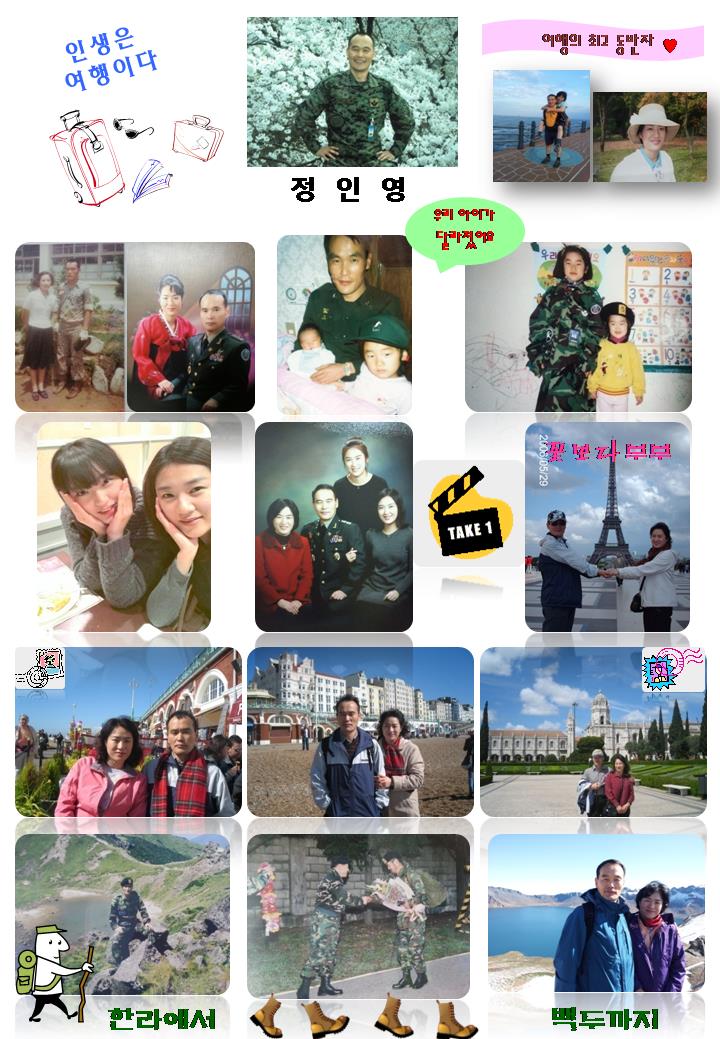 인생은
여행이다
여행의 최고 동반자
정 인 영
우리 아이가
달라졌어요
TAKE 1
꽃보다 부부
2006/05/29
한라에서
백두까지